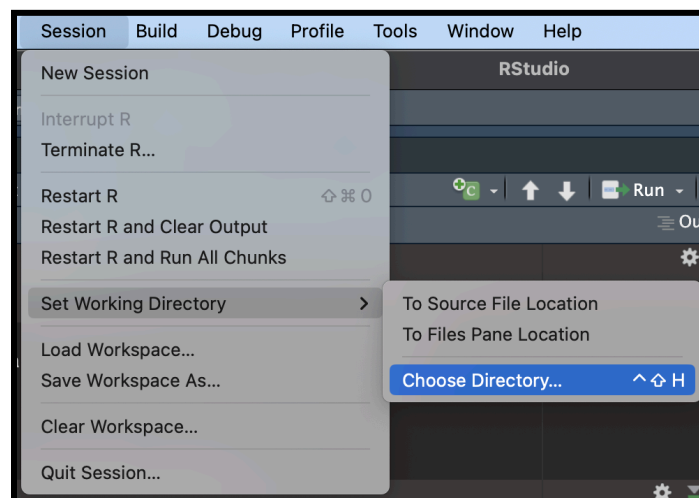 Session Build Debug Profile Tools Window Help
RStudio
New Session
Interrupt R
Terminate R...
Restart R ⇧⌘0
Restart R and Clear Output
Restart R and Run All Chunks
Set Working Directory >
To Source File Location
To Files Pane Location
Choose Directory... ^⇧H
Load Workspace...
Save Workspace As...
Clear Workspace...
Quit Session...
C
Run
Ou